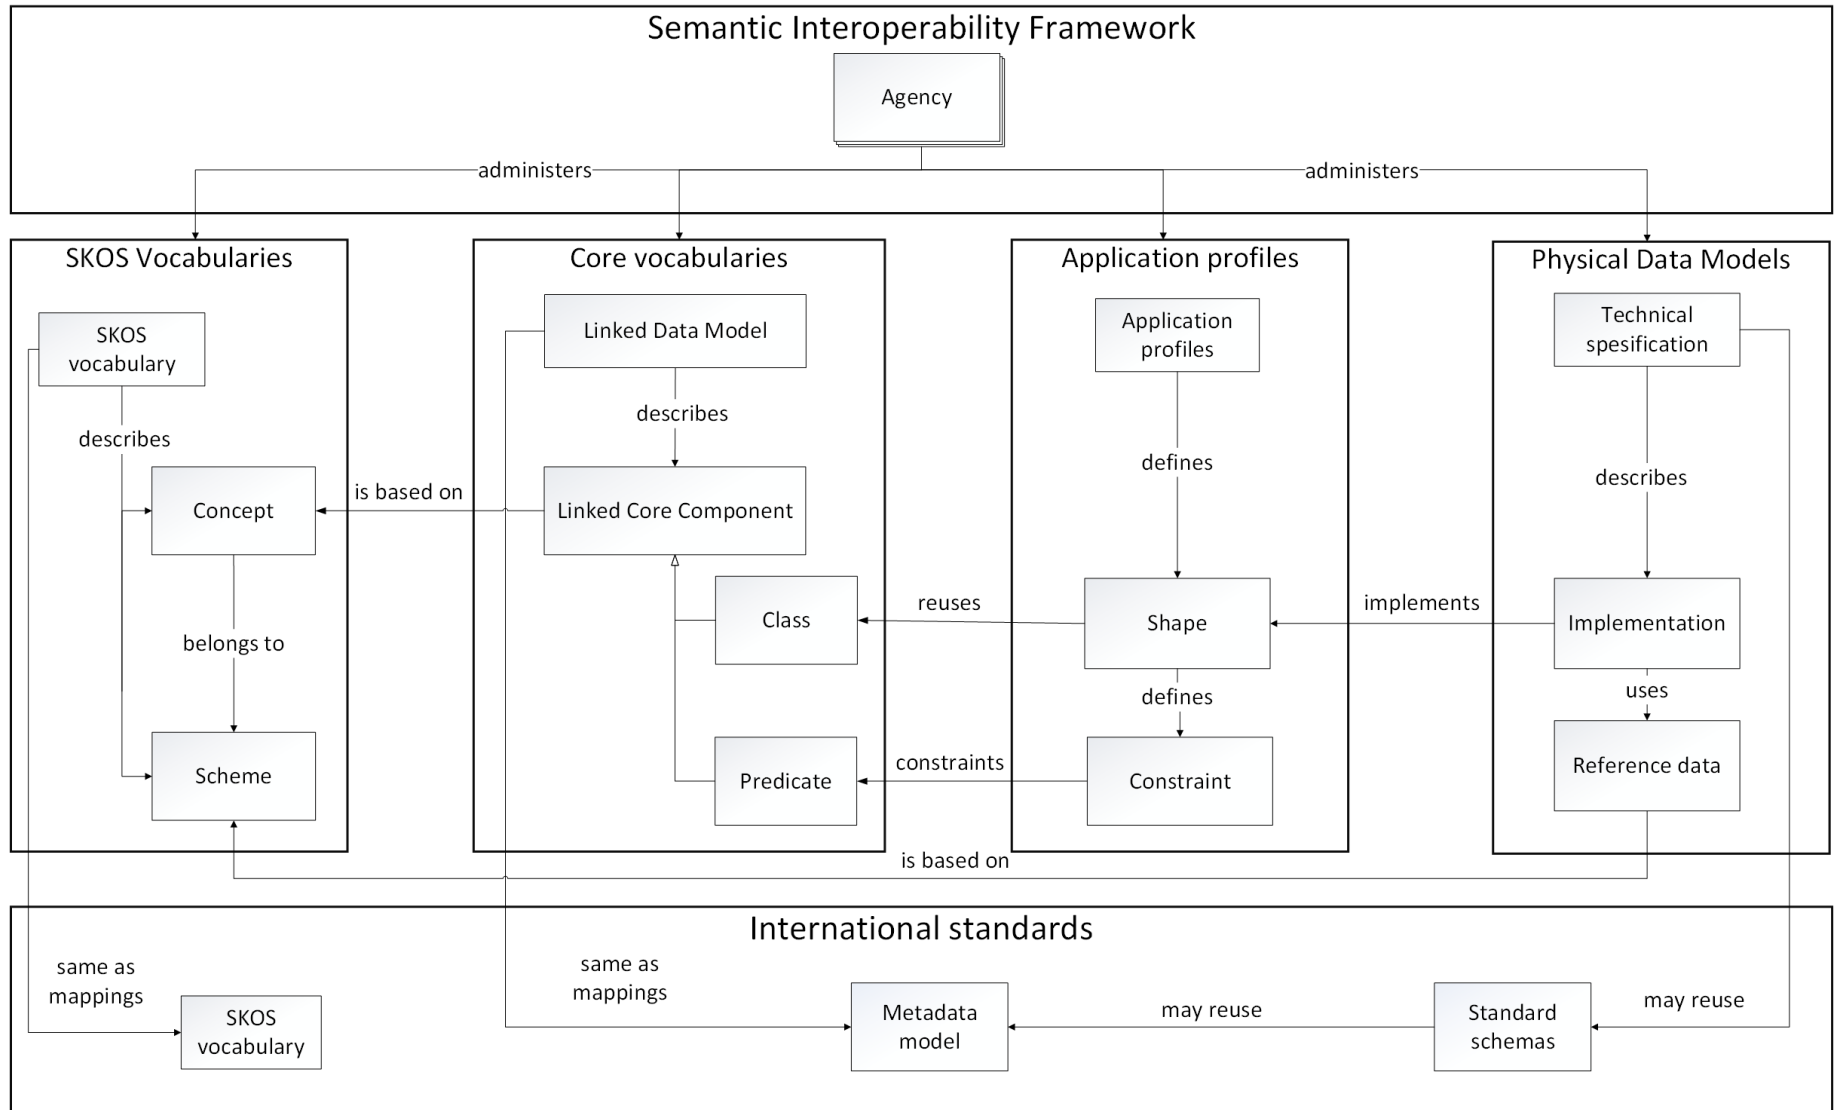 Semantic Interoperability Framework
Agency
administers
administers
SKOS Vocabularies
SKOS
vocabulary
describes
Concept
belongs to
Scheme
is based on
Core vocabularies
Linked Data Model
describes
Linked Core Component
Class
Predicate
reuses
constraints
Application profiles
Application
profiles
defines
Shape
defines
Constraint
implements
Physical Data Models
Technical
spesification
describes
Implementation
uses
Reference data
is based on
International standards
same as
mappings
SKOS
vocabulary
same as
mappings
Metadata
model
may reuse
Standard
schemas
may reuse